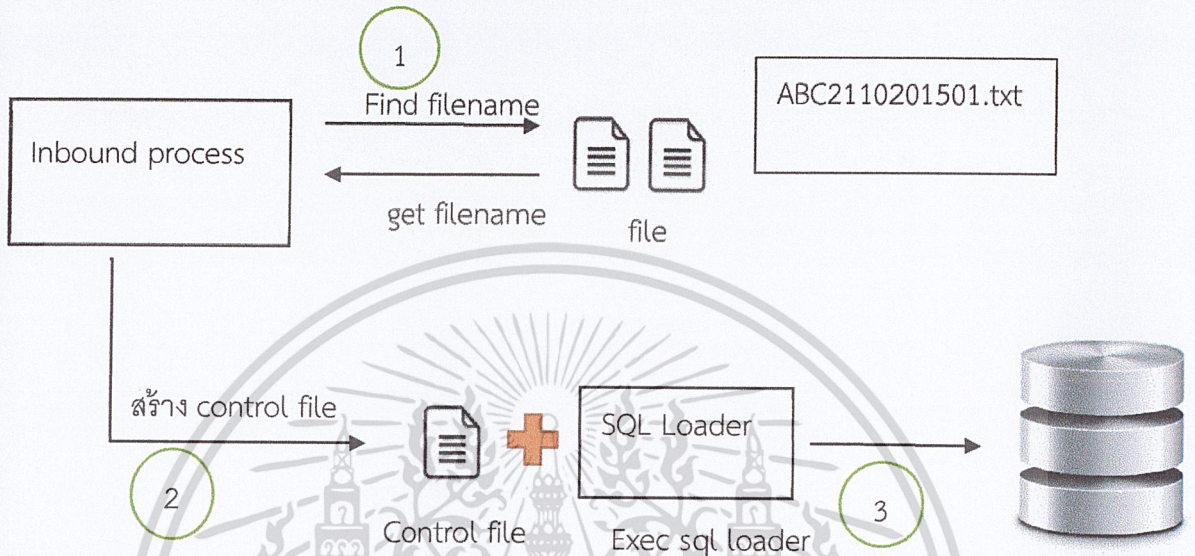 1
Find filename
ABC2110201501.txt
Inbound process
get filename
file
สร้าง control file
SQL Loader
2
3
Control file
Exec sql loader